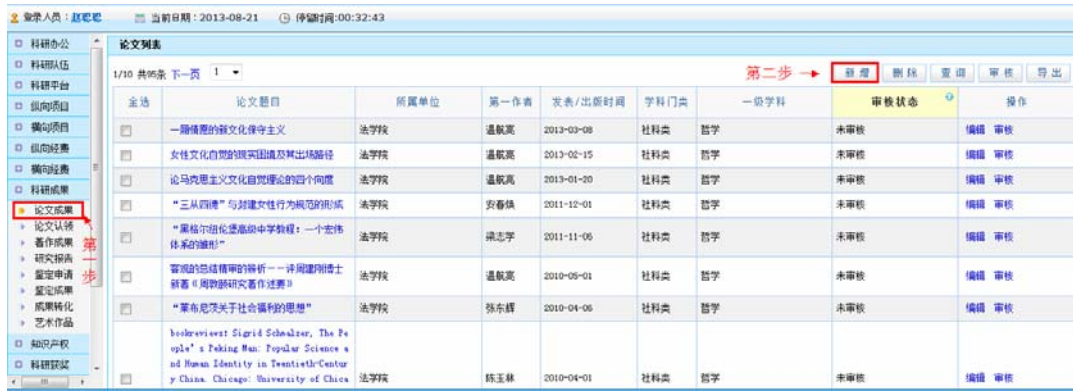 登录人员：赵聪聪 当前日期：2013-08-21 停留时间:00:32:43
科研办公
科研队伍
科研平台
纵向项目
横向项目
纵向经费
横向经费
科研成果
论文成果
论文认领
著作成果
研究报告
鉴定申请
鉴定成果
成果转化
艺术作品
知识产权
科研获奖
第一步
论文列表
1/10 共95条 下一页 1 第二步 新增 删除 查询 审核 导出
全选 论文题目 所属单位 第一作者 发表/出版时间 学科门类 一级学科 审核状态 操作
一厢情愿的新文化保守主义 法学院 温航亮 2013-03-08 社科类 哲学 未审核 编辑 审核
女性文化自觉的现实困境及其出场路径 法学院 温航亮 2013-02-15 社科类 哲学 未审核 编辑 审核
论马克思主义文化自觉理论的四个向度 法学院 温航亮 2013-01-20 社科类 哲学 未审核 编辑 审核
“三从四德”与封建女性行为规范的形成 法学院 安春焕 2011-12-01 社科类 哲学 未审核 编辑 审核
“黑格尔纽伦堡高级中学教程：一个宏伟
体系的雏形” 法学院 梁志学 2011-11-06 社科类 哲学 未审核 编辑 审核
客观的总结精审的辨析－－评周建刚博士
新著《周敦颐研究著作述要》 法学院 温航亮 2010-05-01 社科类 哲学 未审核 编辑 审核
“莱布尼茨关于社会福利的思想” 法学院 张东辉 2010-04-06 社科类 哲学 未审核 编辑 审核
bookreviews: Sigrid Schmalzer, The Pe
ople’s Peking Man: Popular Science a
nd Human Identity in Twentieth-Centur
y China. Chicago: University of Chica 法学院 陈玉林 2010-04-01 社科类 哲学 未审核 编辑 审核